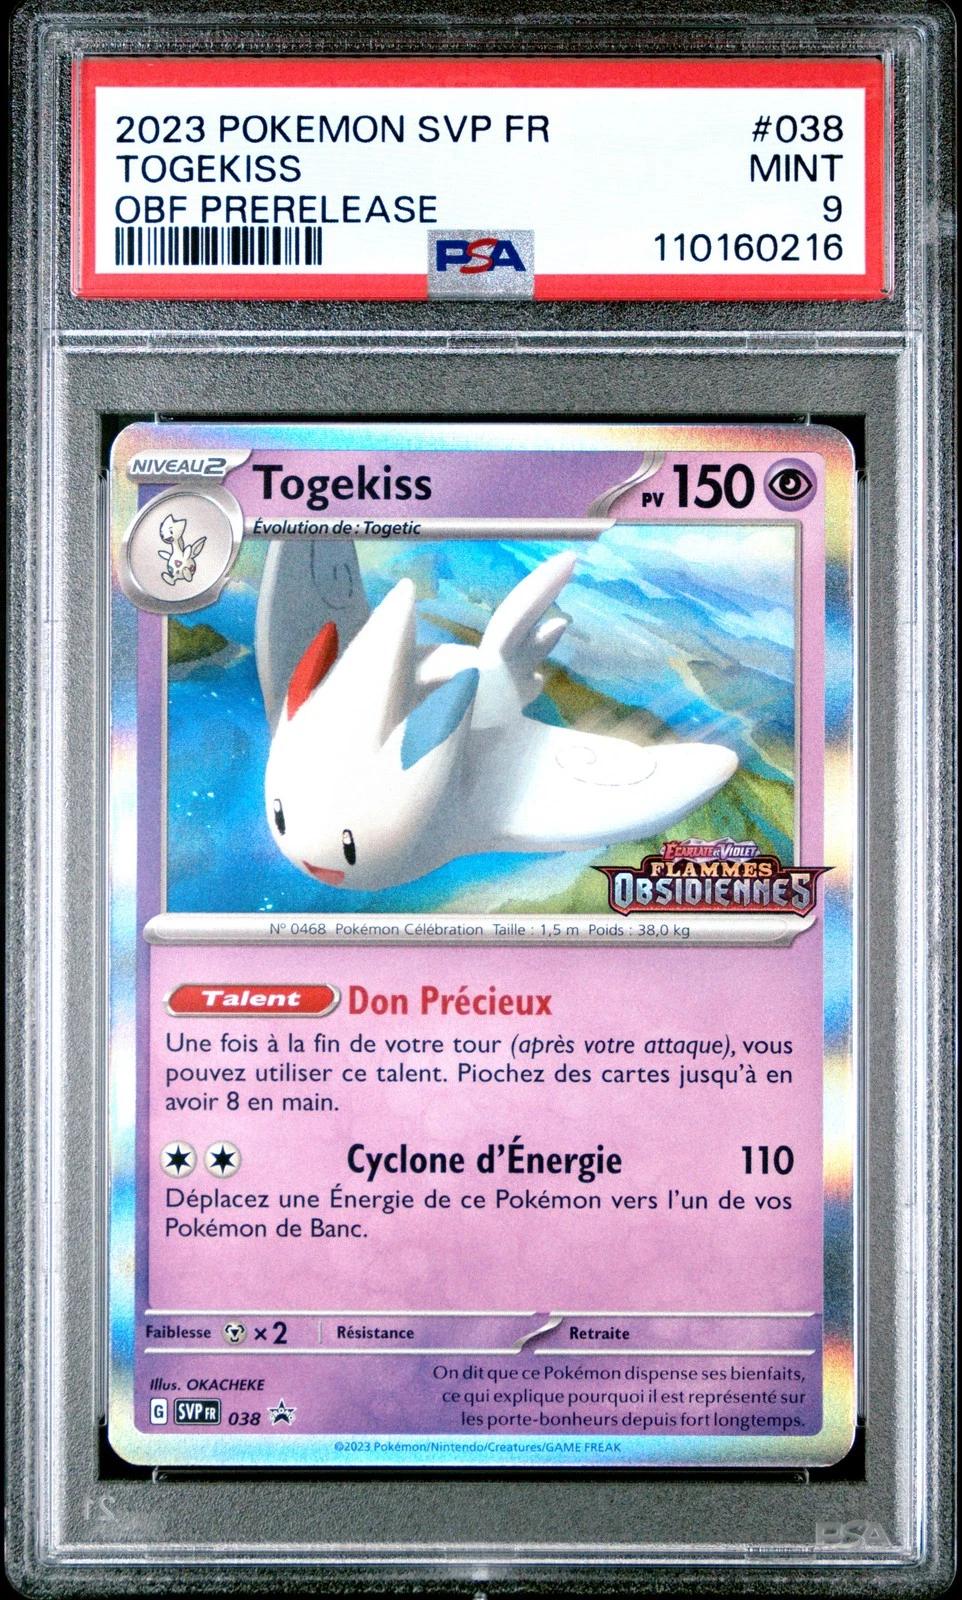 2023 POKEMON SVP FR #038
TOGEKISS MINT
OBF PRERELEASE 9
PSA 110160216
NIVEAU 2 Togekiss PV 150
Évolution de : Togetic
ÉCARLATE et VIOLET
FLAMMES
OBSIDIENNES
N° 0468 Pokémon Célébration Taille : 1,5 m Poids : 38,0 kg
Talent Don Précieux
Une fois à la fin de votre tour (après votre attaque), vous
pouvez utiliser ce talent. Piochez des cartes jusqu'à en
avoir 8 en main.
Cyclone d'Énergie 110
Déplacez une Énergie de ce Pokémon vers l'un de vos
Pokémon de Banc.
Faiblesse ×2 Résistance Retraite
Illus. OKACHEKE
G SVP FR 038
On dit que ce Pokémon dispense ses bienfaits,
ce qui explique pourquoi il est représenté sur
les porte-bonheurs depuis fort longtemps.
©2023 Pokémon/Nintendo/Creatures/GAME FREAK
21
PSA